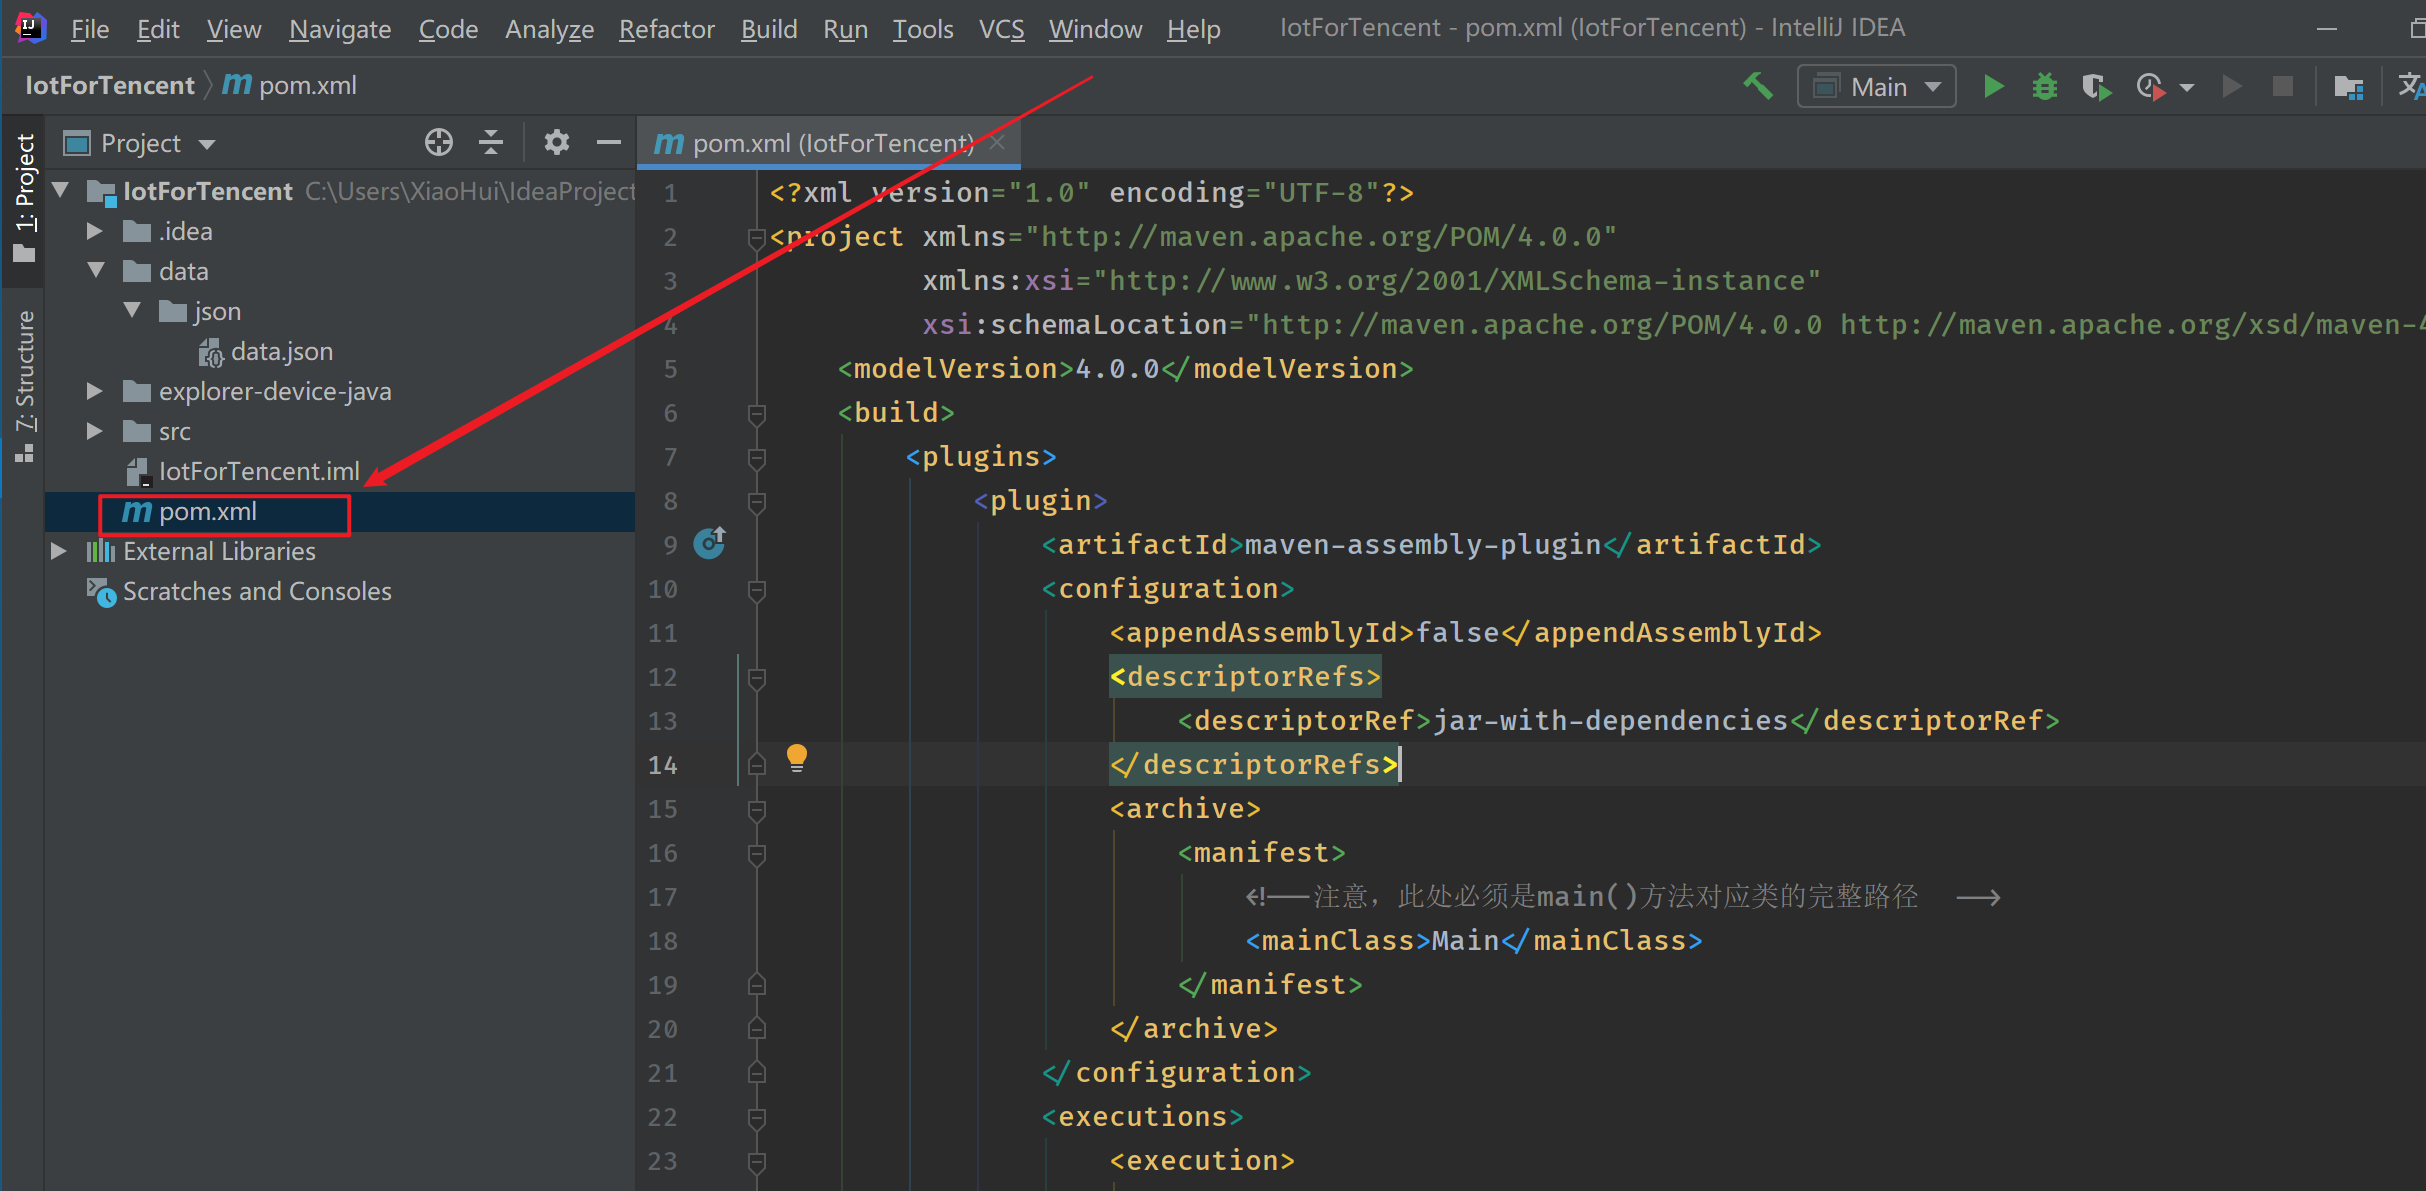 File Edit View Navigate Code Analyze Refactor Build Run Tools VCS Window Help IotForTencent - pom.xml (IotForTencent) - IntelliJ IDEA
IotForTencent m pom.xml
Main
1: Project
7: Structure
Project
IotForTencent C:\Users\XiaoHui\IdeaProject
.idea
data
json
data.json
explorer-device-java
src
IotForTencent.iml
m pom.xml
External Libraries
Scratches and Consoles
m pom.xml (IotForTencent)
1 <?xml version="1.0" encoding="UTF-8"?>
2 <project xmlns="http://maven.apache.org/POM/4.0.0"
3 xmlns:xsi="http://www.w3.org/2001/XMLSchema-instance"
4 xsi:schemaLocation="http://maven.apache.org/POM/4.0.0 http://maven.apache.org/xsd/maven-4
5 <modelVersion>4.0.0</modelVersion>
6 <build>
7 <plugins>
8 <plugin>
9 <artifactId>maven-assembly-plugin</artifactId>
10 <configuration>
11 <appendAssemblyId>false</appendAssemblyId>
12 <descriptorRefs>
13 <descriptorRef>jar-with-dependencies</descriptorRef>
14 </descriptorRefs>
15 <archive>
16 <manifest>
17 <!--注意，此处必须是main()方法对应类的完整路径 -->
18 <mainClass>Main</mainClass>
19 </manifest>
20 </archive>
21 </configuration>
22 <executions>
23 <execution>